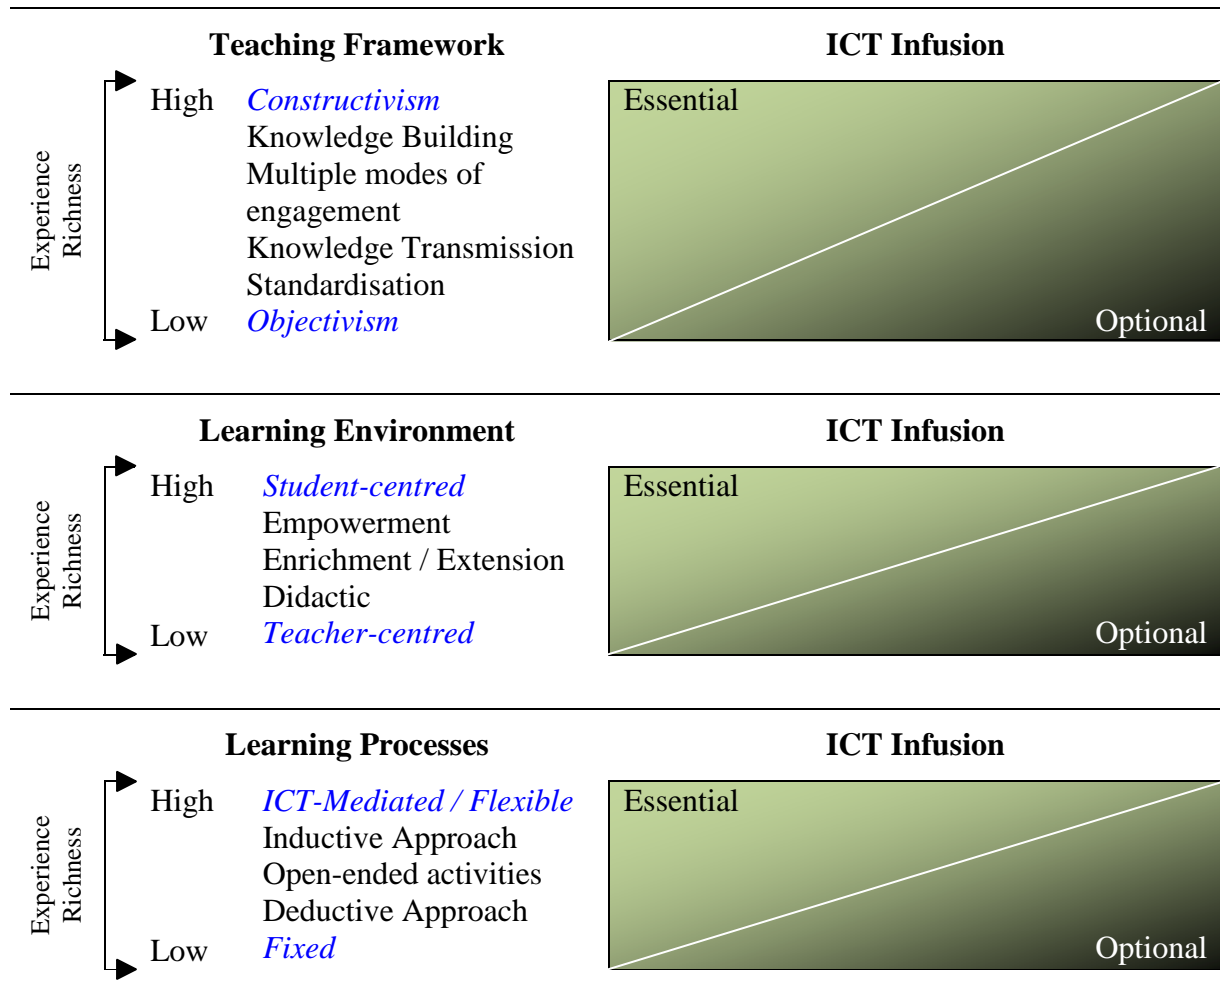 Teaching Framework
ICT Infusion
Experience
Richness
High
Constructivism
Knowledge Building
Multiple modes of
engagement
Knowledge Transmission
Standardisation
Low
Objectivism
Essential
Optional
Learning Environment
ICT Infusion
Experience
Richness
High
Student-centred
Empowerment
Enrichment / Extension
Didactic
Low
Teacher-centred
Essential
Optional
Learning Processes
ICT Infusion
Experience
Richness
High
ICT-Mediated / Flexible
Inductive Approach
Open-ended activities
Deductive Approach
Low
Fixed
Essential
Optional